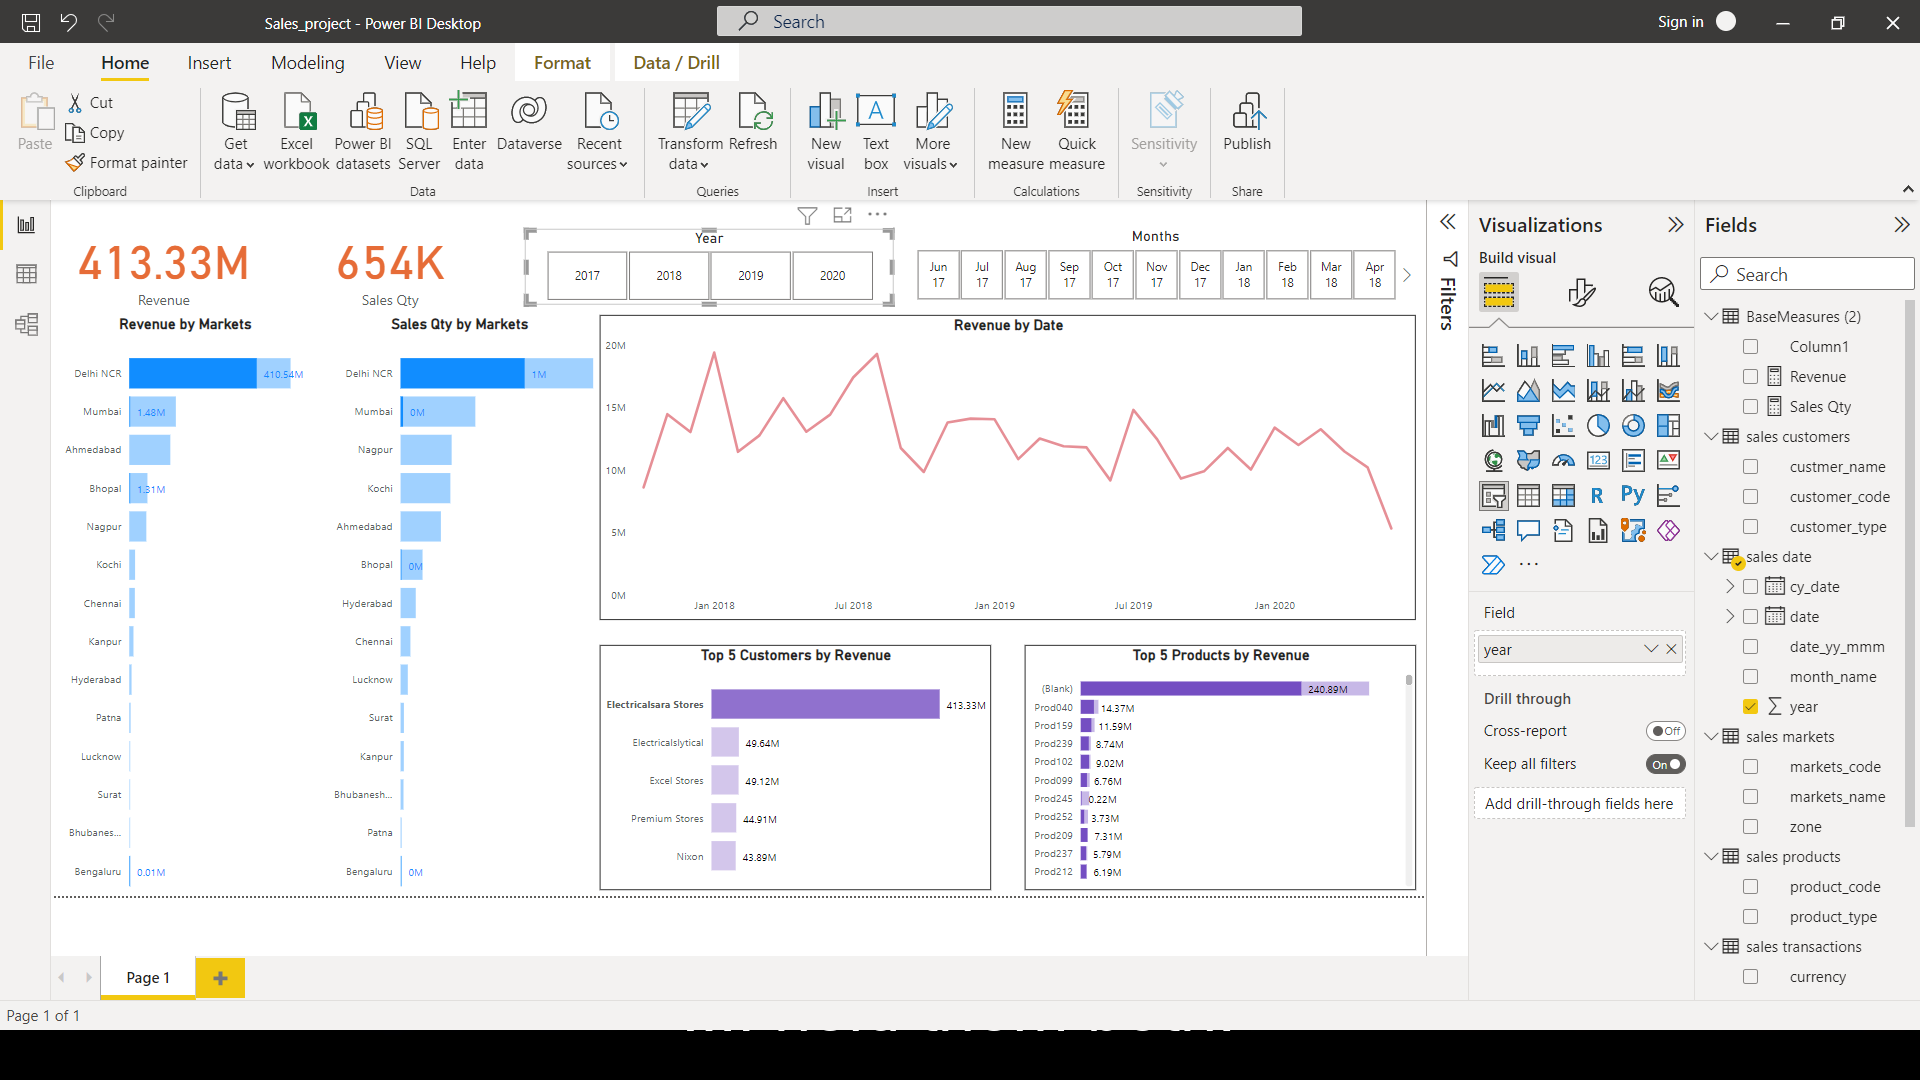 Sales_project - Power BI Desktop
Search
Sign in
File
Home
Insert
Modeling
View
Help
Format
Data / Drill
Paste
Cut
Copy
Format painter
Clipboard
Get data
Excel workbook
Power BI datasets
SQL Server
Enter data
Dataverse
Recent sources
Data
Transform data
Refresh
Queries
New visual
Text box
More visuals
Insert
New measure
Quick measure
Calculations
Sensitivity
Sensitivity
Publish
Share
413.33M
Revenue
654K
Sales Qty
Year
2017
2018
2019
2020
Months
Jun 17
Jul 17
Aug 17
Sep 17
Oct 17
Nov 17
Dec 17
Jan 18
Feb 18
Mar 18
Apr 18
Revenue by Markets
Delhi NCR 410.54M
Mumbai 1.48M
Ahmedabad
Bhopal 1.31M
Nagpur
Kochi
Chennai
Kanpur
Hyderabad
Patna
Lucknow
Surat
Bhubanes...
Bengaluru 0.01M
Sales Qty by Markets
Delhi NCR 1M
Mumbai 0M
Nagpur
Kochi
Ahmedabad
Bhopal 0M
Hyderabad
Chennai
Lucknow
Surat
Kanpur
Bhubanesh...
Patna
Bengaluru 0M
Revenue by Date
20M
15M
10M
5M
0M
Jan 2018
Jul 2018
Jan 2019
Jul 2019
Jan 2020
Top 5 Customers by Revenue
Electricalsara Stores 413.33M
Electricalslytical 49.64M
Excel Stores 49.12M
Premium Stores 44.91M
Nixon 43.89M
Top 5 Products by Revenue
(Blank) 240.89M
Prod040 14.37M
Prod159 11.59M
Prod239 8.74M
Prod102 9.02M
Prod099 6.76M
Prod245 0.22M
Prod252 3.73M
Prod209 7.31M
Prod237 5.79M
Prod212 6.19M
Filters
Visualizations
Build visual
123
R
Py
Field
year
Drill through
Cross-report
Off
Keep all filters
On
Add drill-through fields here
Fields
Search
BaseMeasures (2)
Column1
Revenue
Sales Qty
sales customers
custmer_name
customer_code
customer_type
sales date
cy_date
date
date_yy_mmm
month_name
year
sales markets
markets_code
markets_name
zone
sales products
product_code
product_type
sales transactions
currency
Page 1
Page 1 of 1